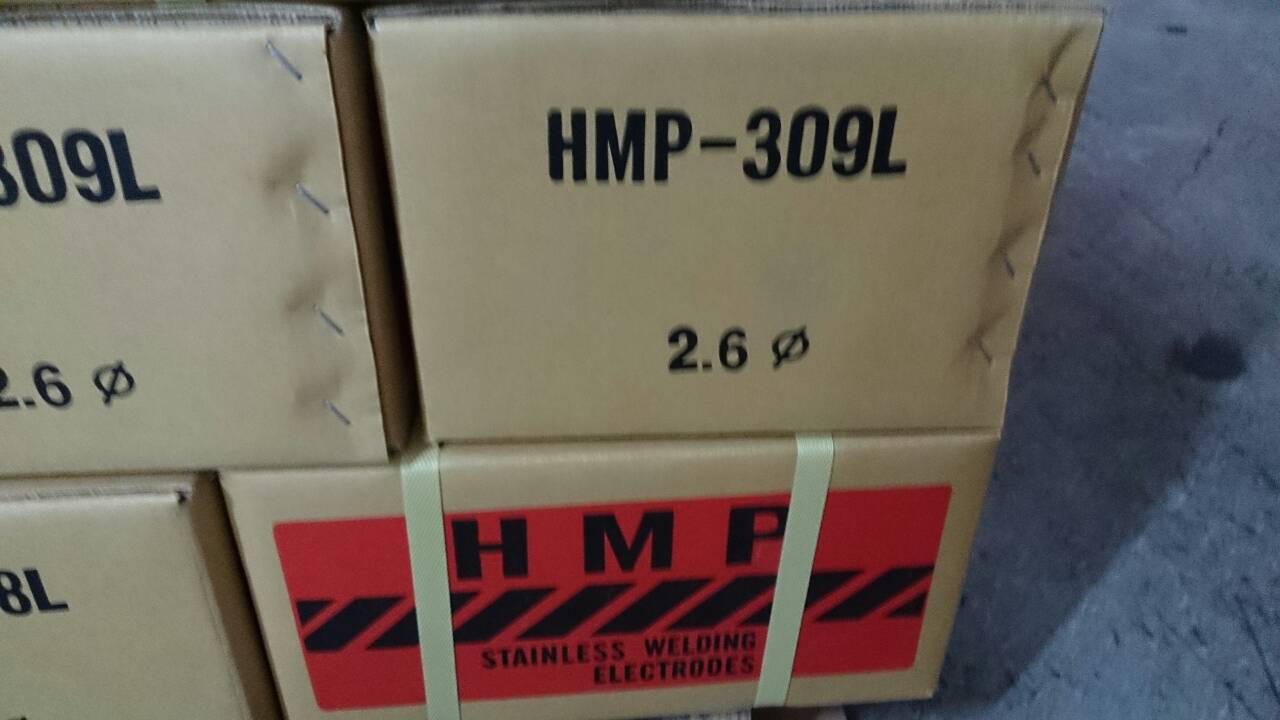 309L
2.6 Ø
HMP-309L
2.6 Ø
8L
HMP
STAINLESS WELDING
ELECTRODES